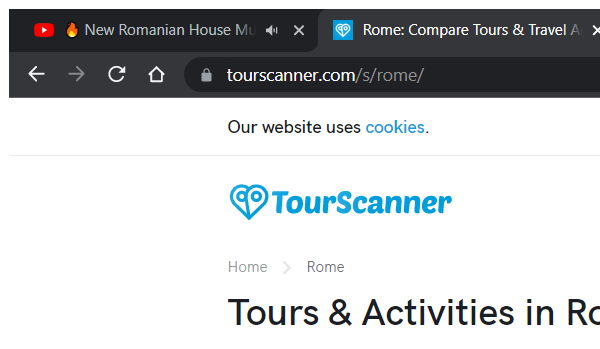 🔥 New Romanian House Mu
Rome: Compare Tours & Travel A
tourscanner.com/s/rome/
Our website uses cookies.
TourScanner
Home > Rome
Tours & Activities in Ro